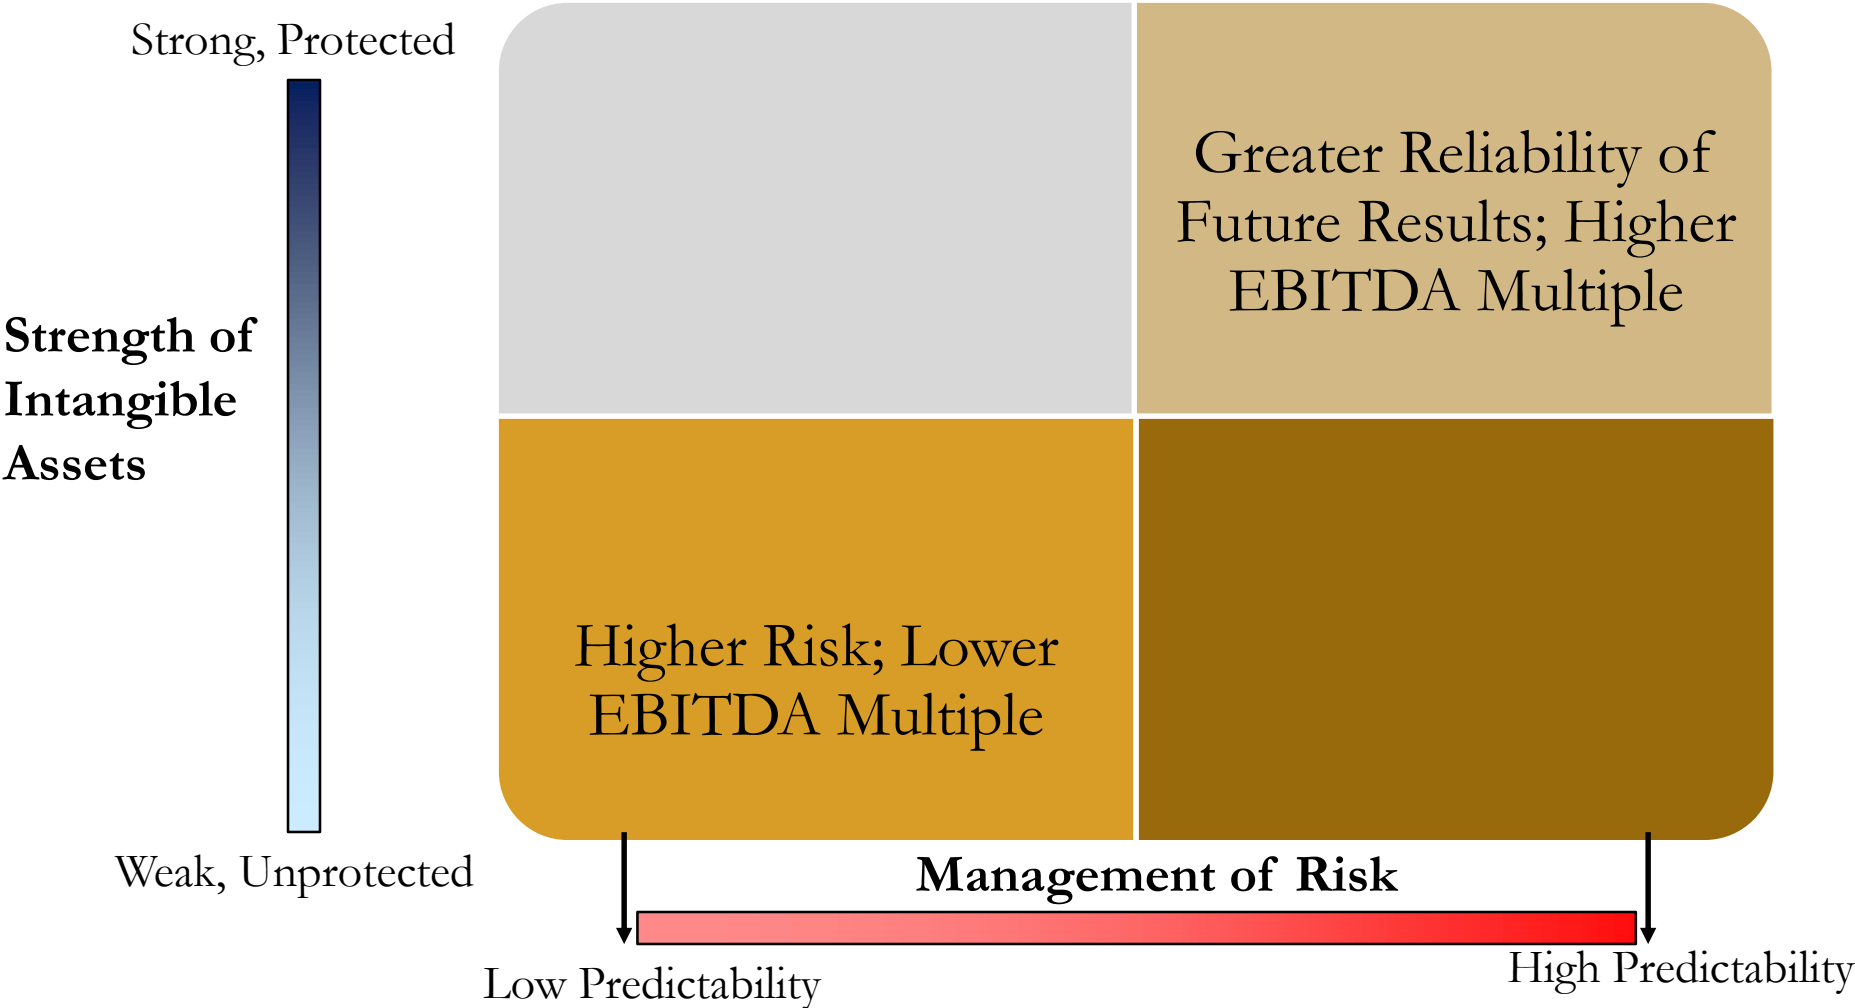 Strong, Protected
Greater Reliability of
Future Results; Higher
EBITDA Multiple
Strength of
Intangible
Assets
Higher Risk; Lower
EBITDA Multiple
Weak, Unprotected
Management of Risk
Low Predictability
High Predictability